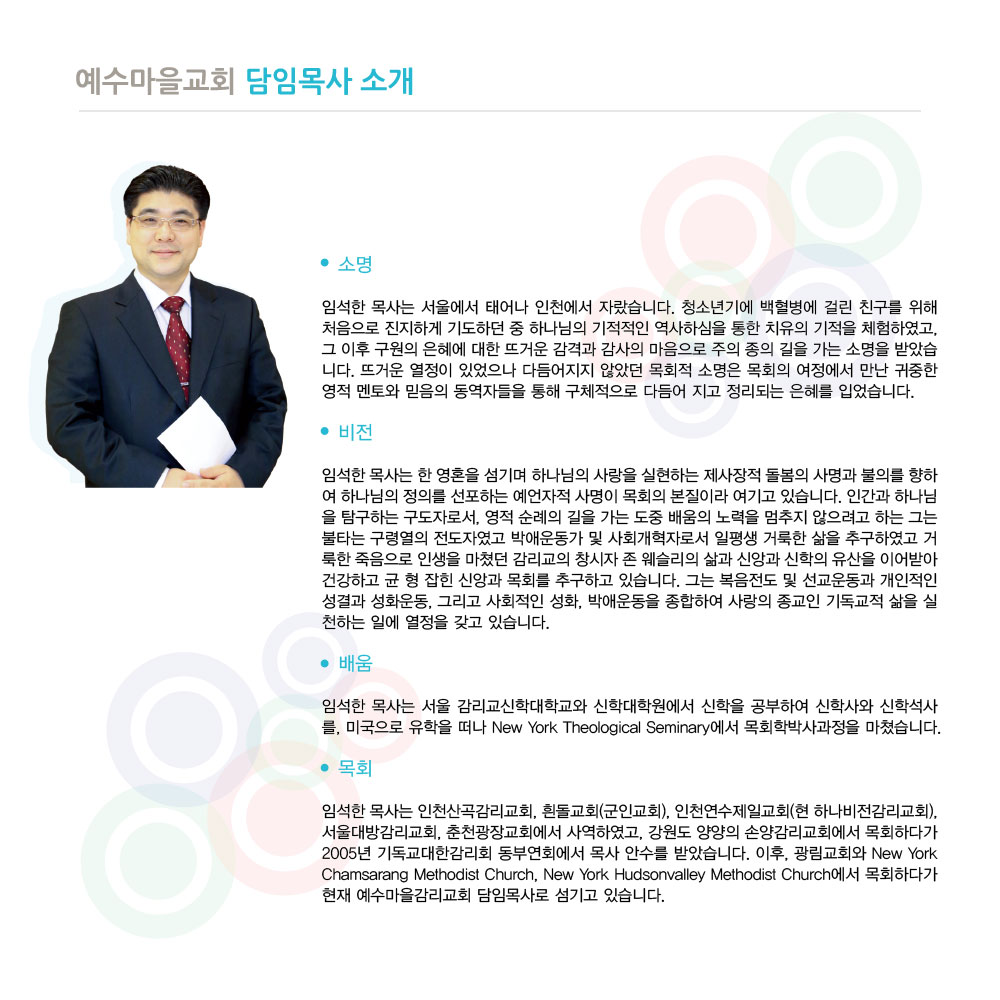 예수마을교회 담임목사 소개
• 소명
임석한 목사는 서울에서 태어나 인천에서 자랐습니다. 청소년기에 백혈병에 걸린 친구를 위해
처음으로 진지하게 기도하던 중 하나님의 기적적인 역사하심을 통한 치유의 기적을 체험하였고,
그 이후 구원의 은혜에 대한 뜨거운 감격과 감사의 마음으로 주의 종의 길을 가는 소명을 받았습
니다. 뜨거운 열정이 있었으나 다듬어지지 않았던 목회적 소명은 목회의 여정에서 만난 귀중한
영적 멘토와 믿음의 동역자들을 통해 구체적으로 다듬어 지고 정리되는 은혜를 입었습니다.
• 비전
임석한 목사는 한 영혼을 섬기며 하나님의 사랑을 실현하는 제사장적 돌봄의 사명과 불의를 향하
여 하나님의 정의를 선포하는 예언자적 사명이 목회의 본질이라 여기고 있습니다. 인간과 하나님
을 탐구하는 구도자로서, 영적 순례의 길을 가는 도중 배움의 노력을 멈추지 않으려고 하는 그는
불타는 구령열의 전도자였고 박애운동가 및 사회개혁자로서 일평생 거룩한 삶을 추구하였고 거
룩한 죽음으로 인생을 마쳤던 감리교의 창시자 존 웨슬리의 삶과 신앙과 신학의 유산을 이어받아
건강하고 균 형 잡힌 신앙과 목회를 추구하고 있습니다. 그는 복음전도 및 선교운동과 개인적인
성결과 성화운동, 그리고 사회적인 성화, 박애운동을 종합하여 사랑의 종교인 기독교적 삶을 실
천하는 일에 열정을 갖고 있습니다.
• 배움
임석한 목사는 서울 감리교신학대학교와 신학대학원에서 신학을 공부하여 신학사와 신학석사
를, 미국으로 유학을 떠나 New York Theological Seminary에서 목회학박사과정을 마쳤습니다.
• 목회
임석한 목사는 인천산곡감리교회, 흰돌교회(군인교회), 인천연수제일교회(현 하나비전감리교회),
서울대방감리교회, 춘천광장교회에서 사역하였고, 강원도 양양의 손양감리교회에서 목회하다가
2005년 기독교대한감리회 동부연회에서 목사 안수를 받았습니다. 이후, 광림교회와 New York
Chamsarang Methodist Church, New York Hudsonvalley Methodist Church에서 목회하다가
현재 예수마을감리교회 담임목사로 섬기고 있습니다.